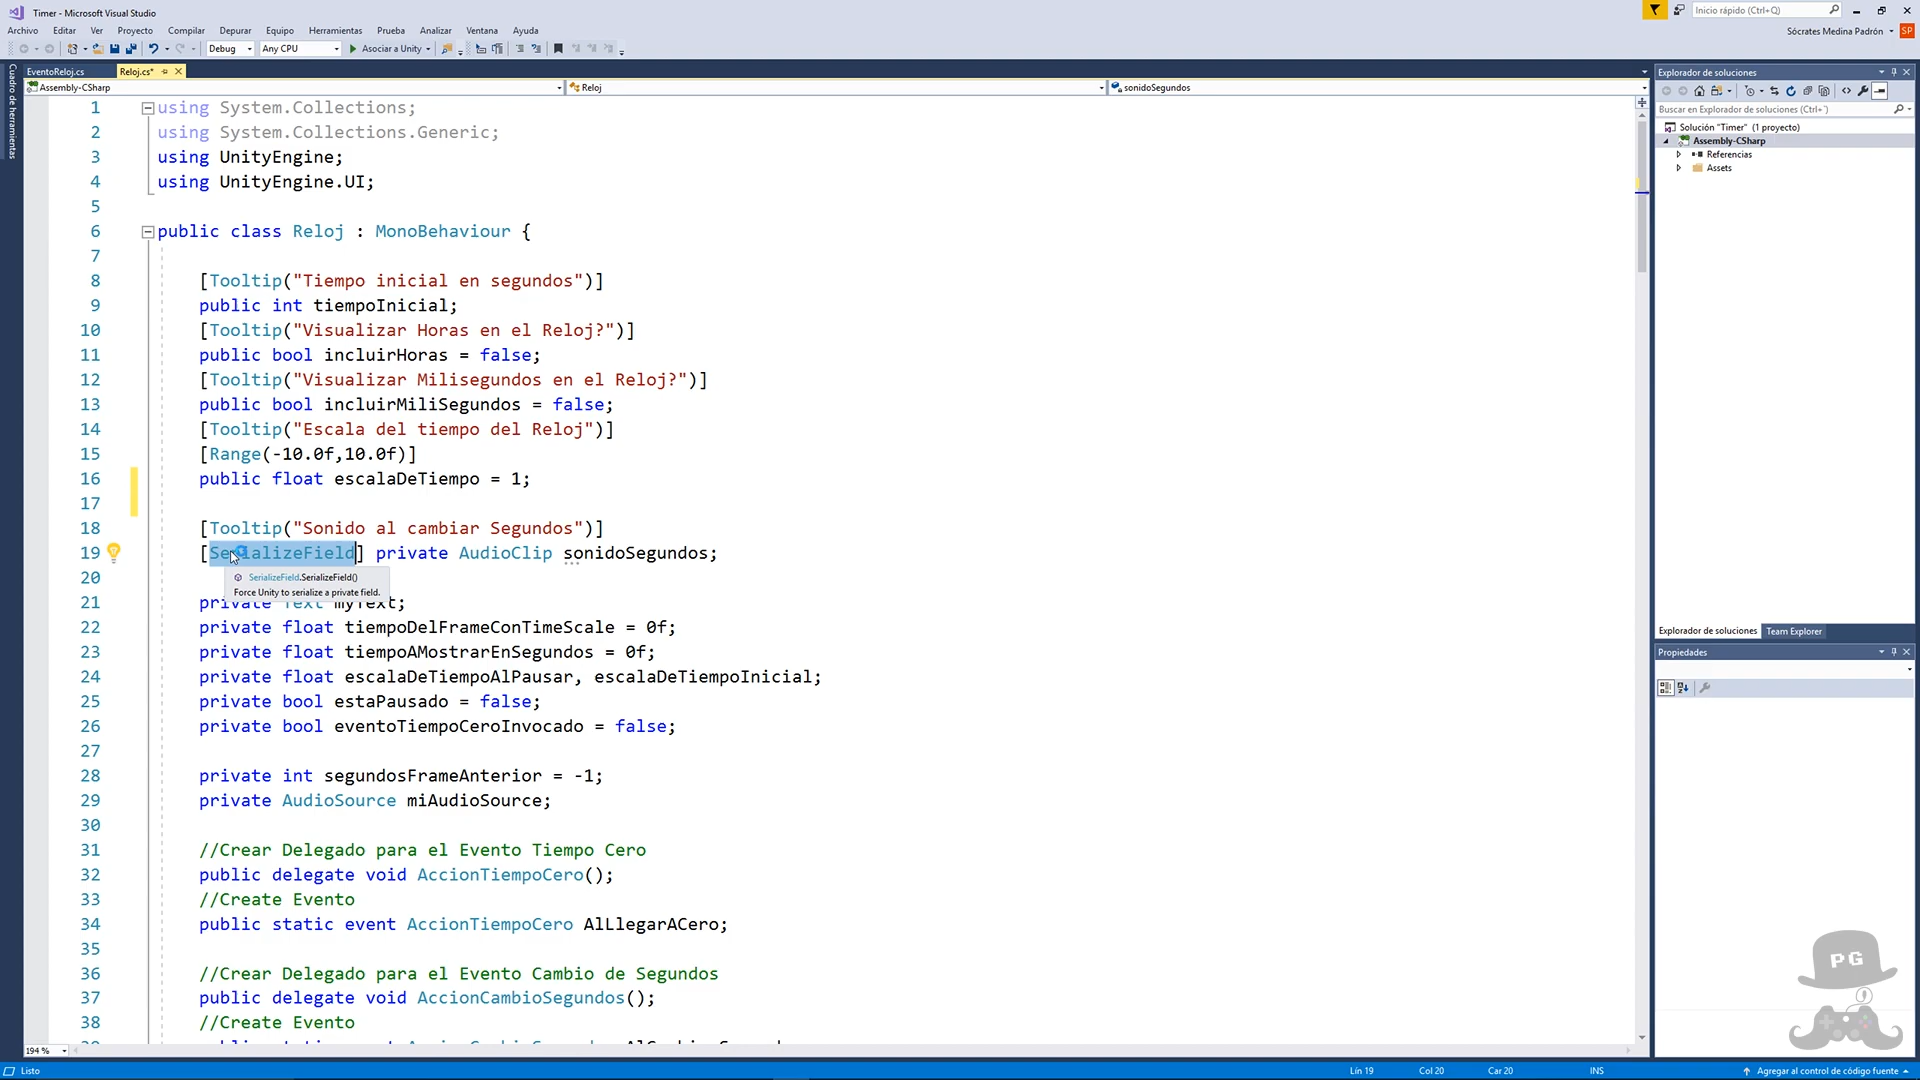 Timer - Microsoft Visual Studio
Inicio rápido (Ctrl+Q)
Archivo Editar Ver Proyecto Compilar Depurar Equipo Herramientas Prueba Analizar Ventana Ayuda
Sócrates Medina Padrón SP
Debug Any CPU Asociar a Unity
Cuadro de herramientas
EventoReloj.cs Reloj.cs*
Assembly-CSharp Reloj sonidoSegundos
1 using System.Collections;
2 using System.Collections.Generic;
3 using UnityEngine;
4 using UnityEngine.UI;
5
6 public class Reloj : MonoBehaviour {
7
8 [Tooltip("Tiempo inicial en segundos")]
9 public int tiempoInicial;
10 [Tooltip("Visualizar Horas en el Reloj?")]
11 public bool incluirHoras = false;
12 [Tooltip("Visualizar Milisegundos en el Reloj?")]
13 public bool incluirMiliSegundos = false;
14 [Tooltip("Escala del tiempo del Reloj")]
15 [Range(-10.0f,10.0f)]
16 public float escalaDeTiempo = 1;
17
18 [Tooltip("Sonido al cambiar Segundos")]
19 [SerializeField] private AudioClip sonidoSegundos;
20
SerializeField.SerializeField()
Force Unity to serialize a private field.
21 private Text myText;
22 private float tiempoDelFrameConTimeScale = 0f;
23 private float tiempoAMostrarEnSegundos = 0f;
24 private float escalaDeTiempoAlPausar, escalaDeTiempoInicial;
25 private bool estaPausado = false;
26 private bool eventoTiempoCeroInvocado = false;
27
28 private int segundosFrameAnterior = -1;
29 private AudioSource miAudioSource;
30
31 //Crear Delegado para el Evento Tiempo Cero
32 public delegate void AccionTiempoCero();
33 //Create Evento
34 public static event AccionTiempoCero AlLlegarACero;
35
36 //Crear Delegado para el Evento Cambio de Segundos
37 public delegate void AccionCambioSegundos();
38 //Create Evento
194 %
Explorador de soluciones
Buscar en Explorador de soluciones (Ctrl+´)
Solución "Timer" (1 proyecto)
Assembly-CSharp
Referencias
Assets
Explorador de soluciones Team Explorer
Propiedades
PG
Listo Lín 19 Col 20 Car 20 INS Agregar al control de código fuente